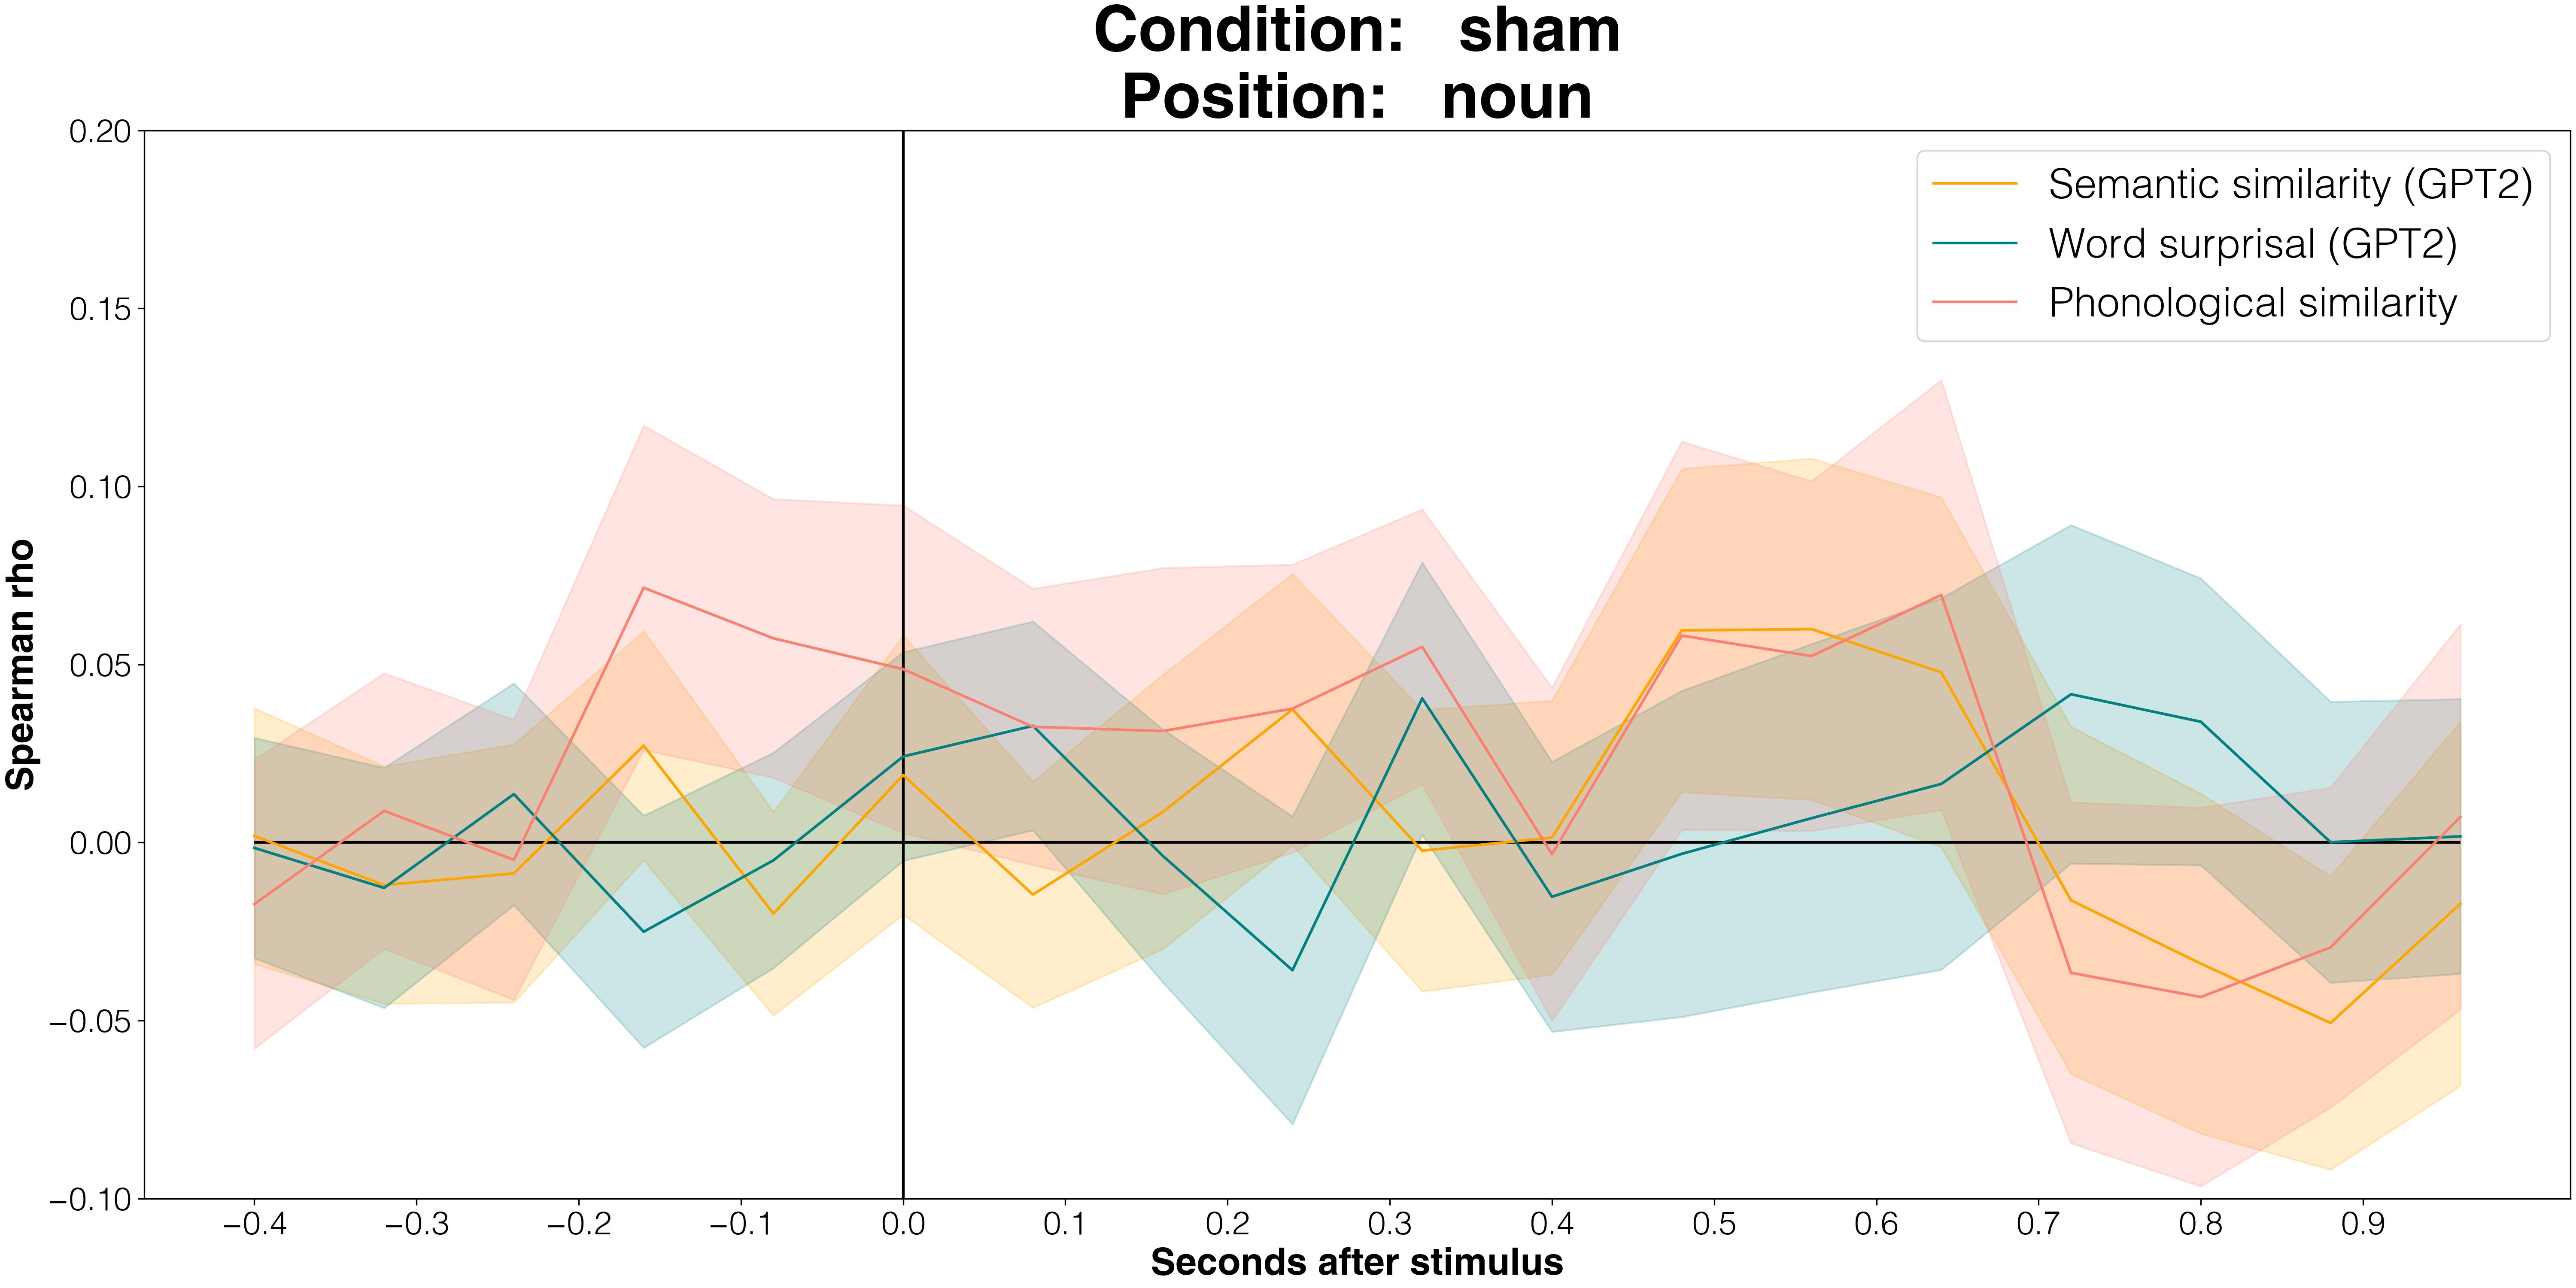 Condition: sham
Position: noun
0.20
0.15
0.10
0.05
0.00
−0.05
−0.10
Spearman rho
Semantic similarity (GPT2)
Word surprisal (GPT2)
Phonological similarity
−0.4 −0.3 −0.2 −0.1 0.0 0.1 0.2 0.3 0.4 0.5 0.6 0.7 0.8 0.9
Seconds after stimulus